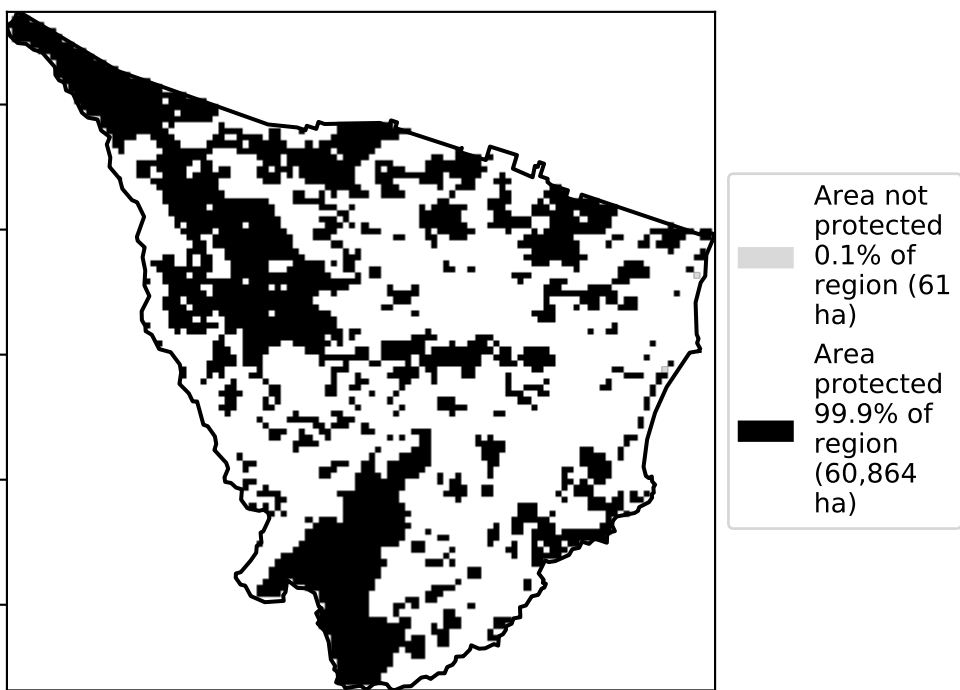 Area not
protected
0.1% of
region (61
ha)
Area
protected
99.9% of
region
(60,864
ha)